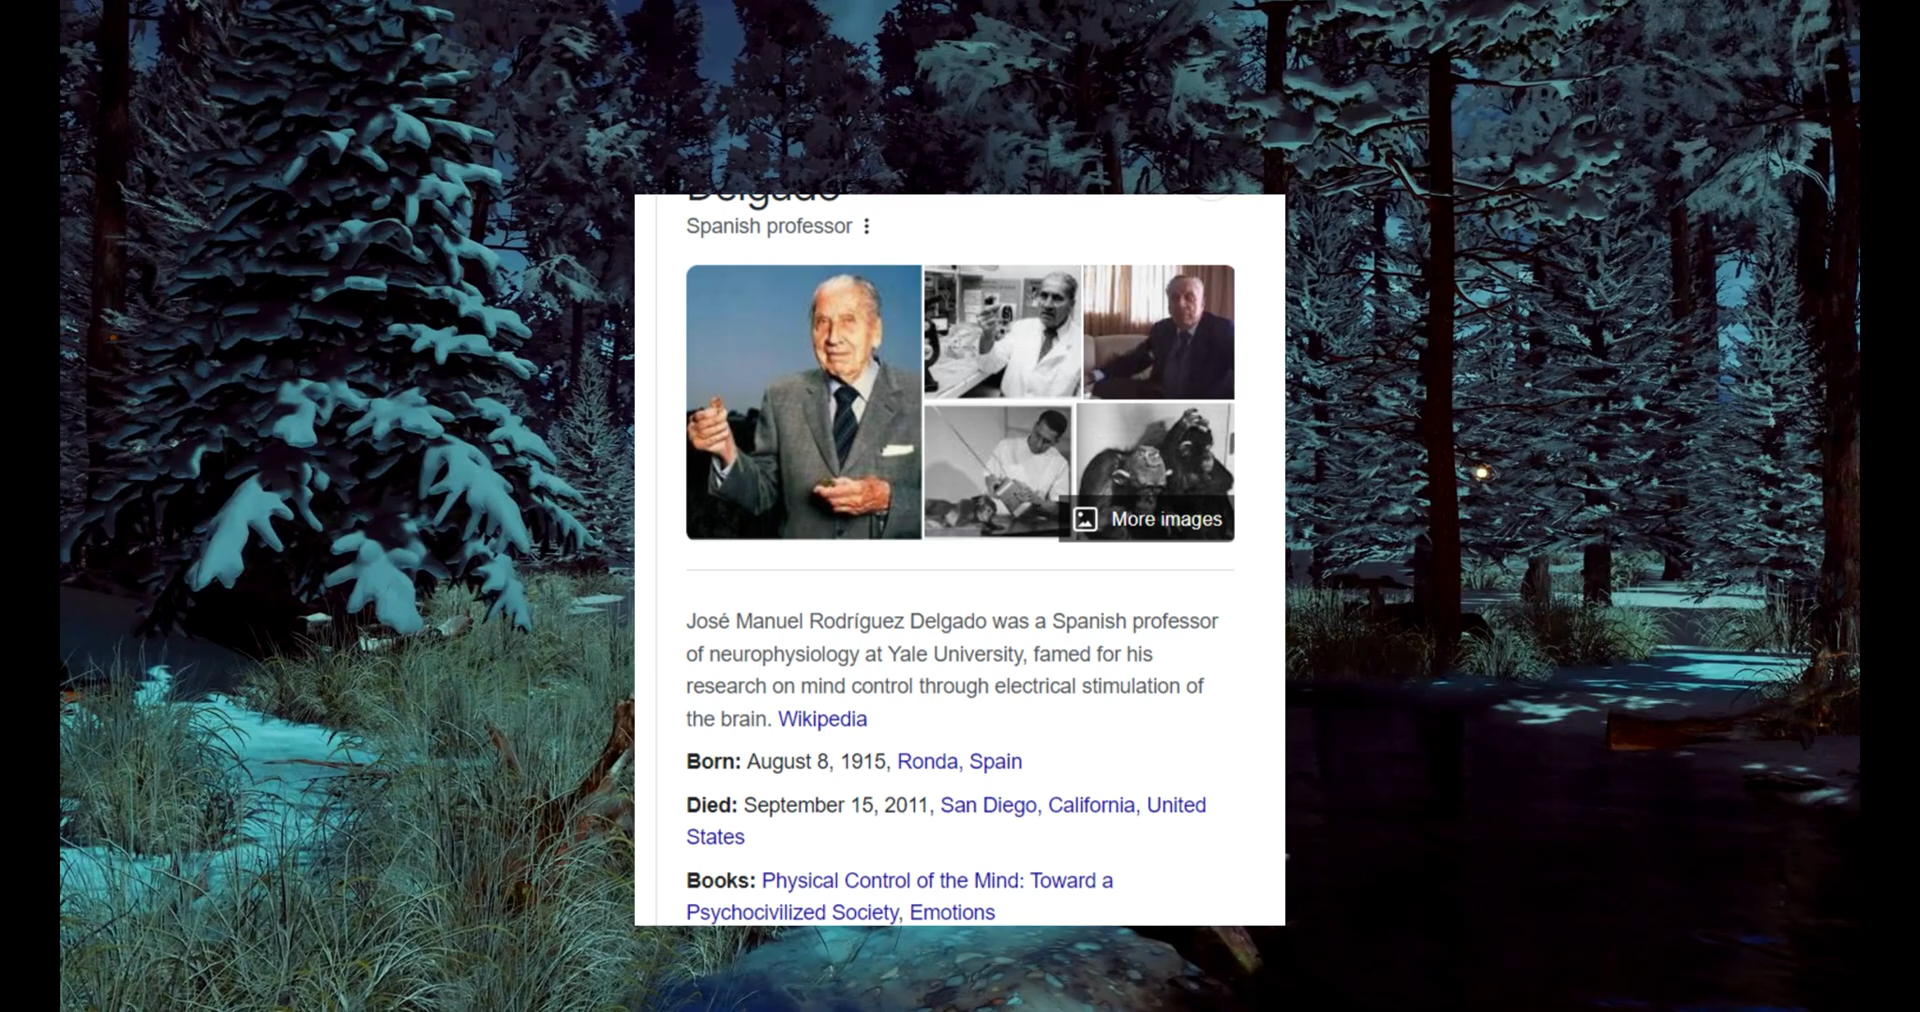 Delgado
Spanish professor
More images
José Manuel Rodríguez Delgado was a Spanish professor
of neurophysiology at Yale University, famed for his
research on mind control through electrical stimulation of
the brain. Wikipedia
Born: August 8, 1915, Ronda, Spain
Died: September 15, 2011, San Diego, California, United
States
Books: Physical Control of the Mind: Toward a
Psychocivilized Society, Emotions